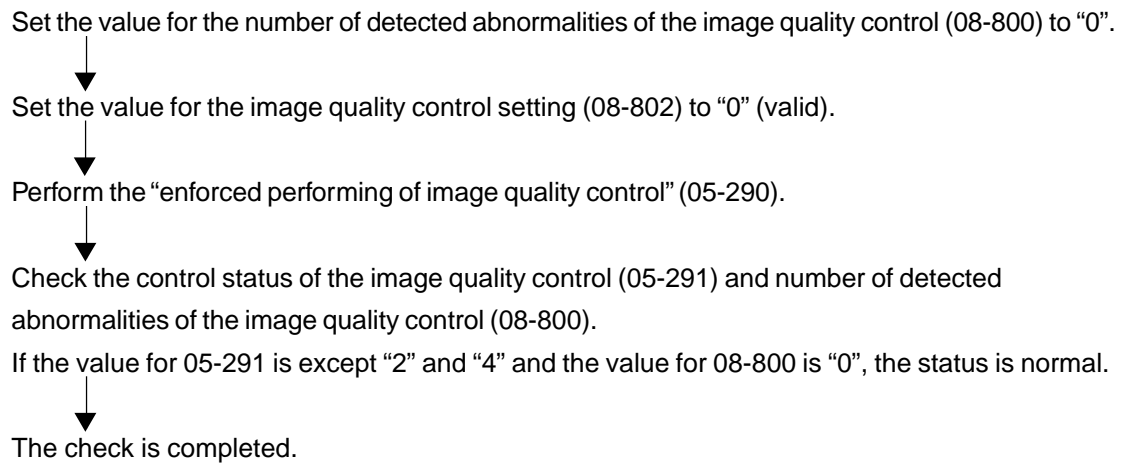 Set the value for the number of detected abnormalities of the image quality control (08-800) to “0”.
Set the value for the image quality control setting (08-802) to “0” (valid).
Perform the “enforced performing of image quality control” (05-290).
Check the control status of the image quality control (05-291) and number of detected
abnormalities of the image quality control (08-800).
If the value for 05-291 is except “2” and “4” and the value for 08-800 is “0”, the status is normal.
The check is completed.